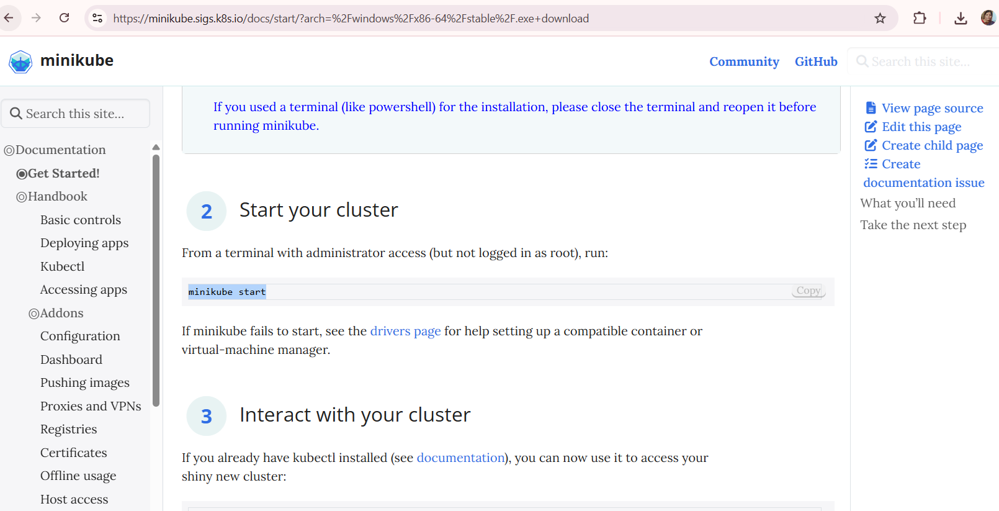 https://minikube.sigs.k8s.io/docs/start/?arch=%2Fwindows%2Fx86-64%2Fstable%2F.exe+download
minikube
Community
GitHub
Search this site...
Search this site...
Documentation
Get Started!
Handbook
Basic controls
Deploying apps
Kubectl
Accessing apps
Addons
Configuration
Dashboard
Pushing images
Proxies and VPNs
Registries
Certificates
Offline usage
Host access
If you used a terminal (like powershell) for the installation, please close the terminal and reopen it before
running minikube.
2 Start your cluster
From a terminal with administrator access (but not logged in as root), run:
minikube start
Copy
If minikube fails to start, see the drivers page for help setting up a compatible container or
virtual-machine manager.
3 Interact with your cluster
If you already have kubectl installed (see documentation), you can now use it to access your
shiny new cluster:
View page source
Edit this page
Create child page
Create
documentation issue
What you’ll need
Take the next step